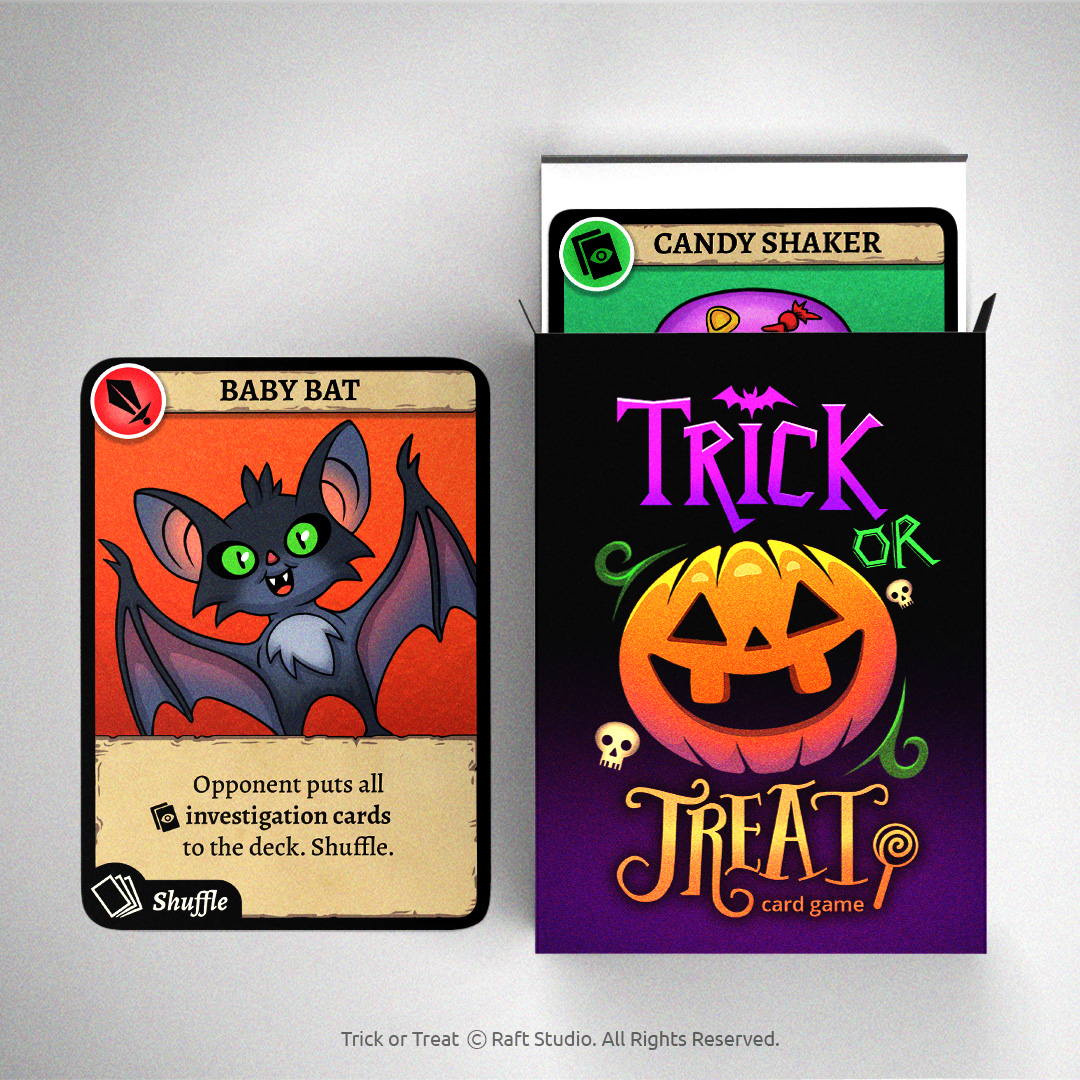 BABY BAT
Opponent puts all
investigation cards
to the deck. Shuffle.
Shuffle
CANDY SHAKER
TRICK
OR
TREAT
card game
Trick or Treat © Raft Studio. All Rights Reserved.